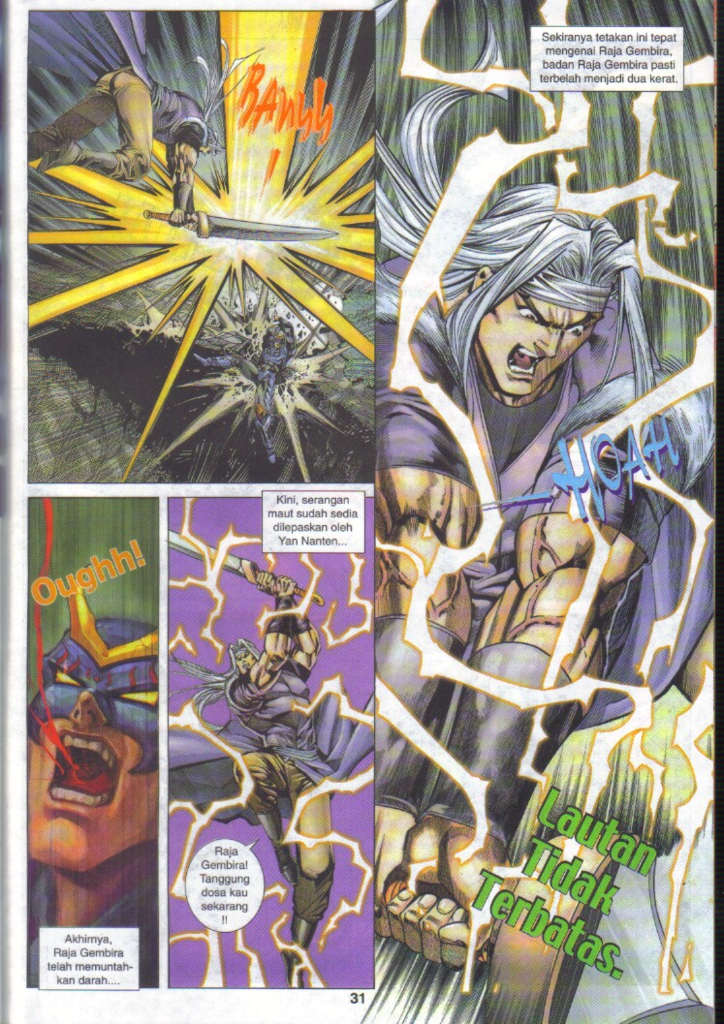 BANGG
!
Oughh!
Akhirnya,
Raja Gembira
telah memuntah-
kan darah....
Kini, serangan
maut sudah sedia
dilepaskan oleh
Yan Nanten...
Raja
Gembira!
Tanggung
dosa kau
sekarang
!!
Sekiranya tetakan ini tepat
mengenai Raja Gembira,
badan Raja Gembira pasti
terbelah menjadi dua kerat.
HOAH
Lautan
Tidak
Terbatas.
31